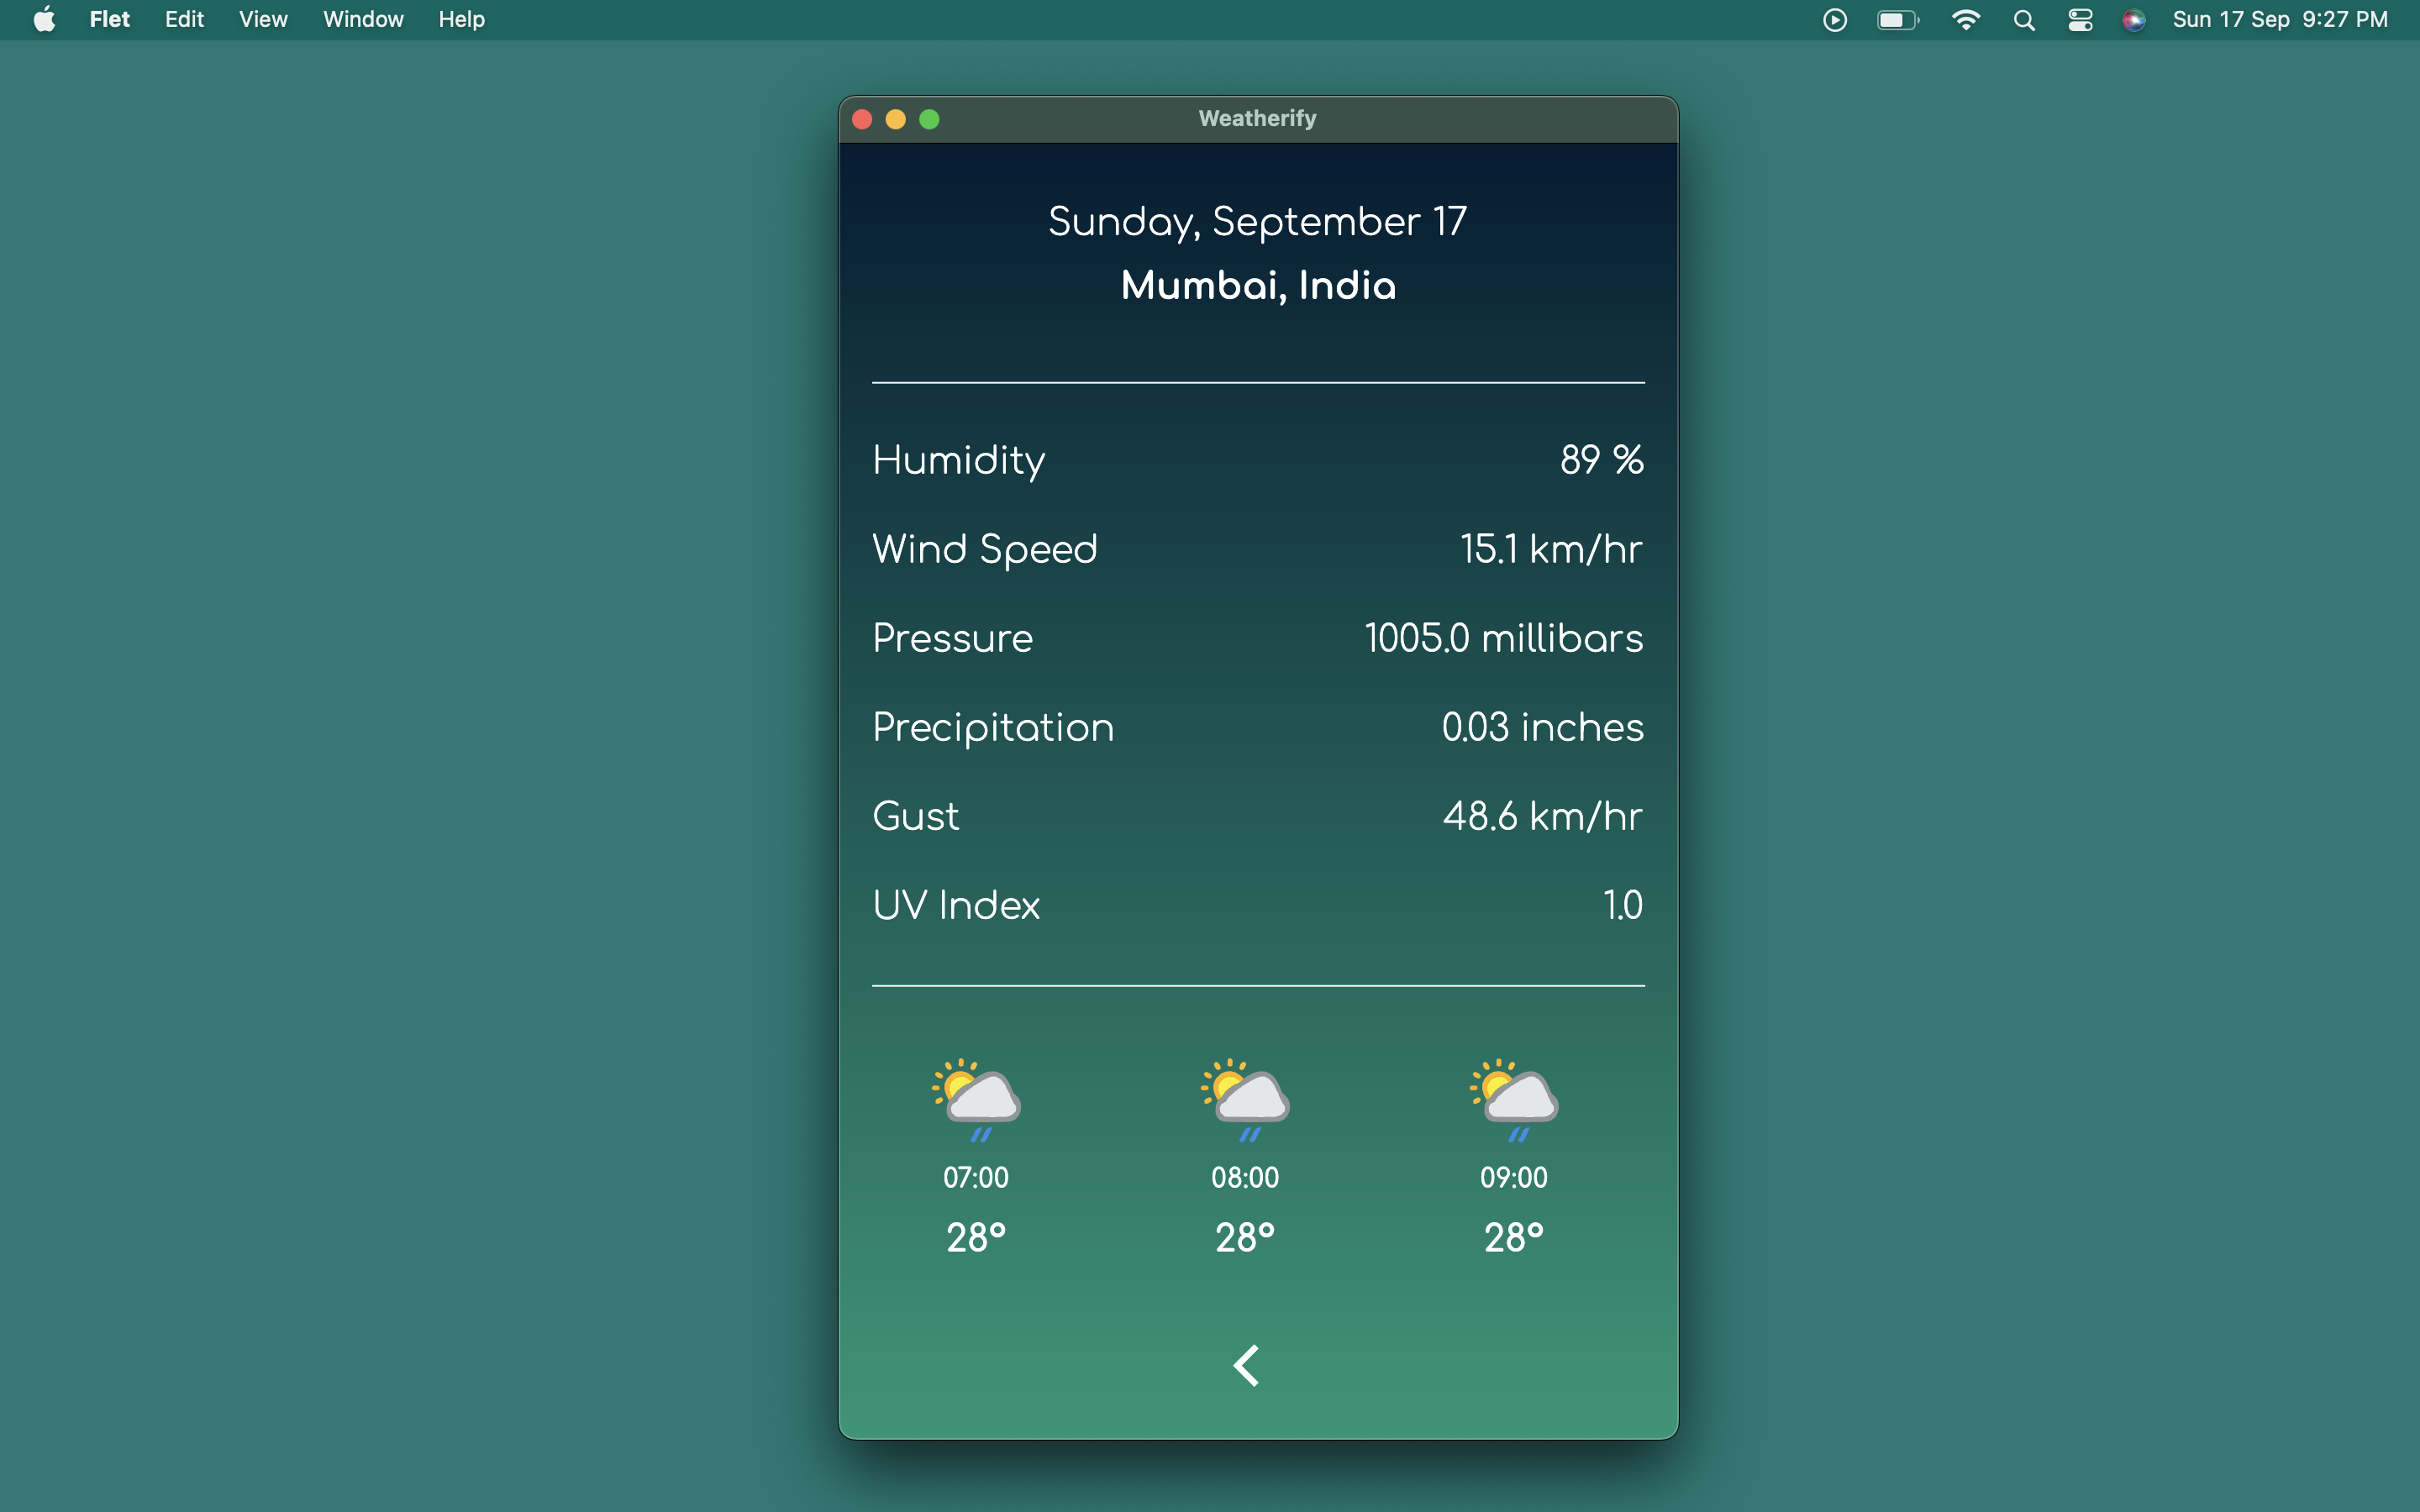 Flet Edit View Window Help Sun 17 Sep 9:27 PM
Weatherify
Sunday, September 17
Mumbai, India
Humidity 89 %
Wind Speed 15.1 km/hr
Pressure 1005.0 millibars
Precipitation 0.03 inches
Gust 48.6 km/hr
UV Index 1.0
07:00 08:00 09:00
28° 28° 28°